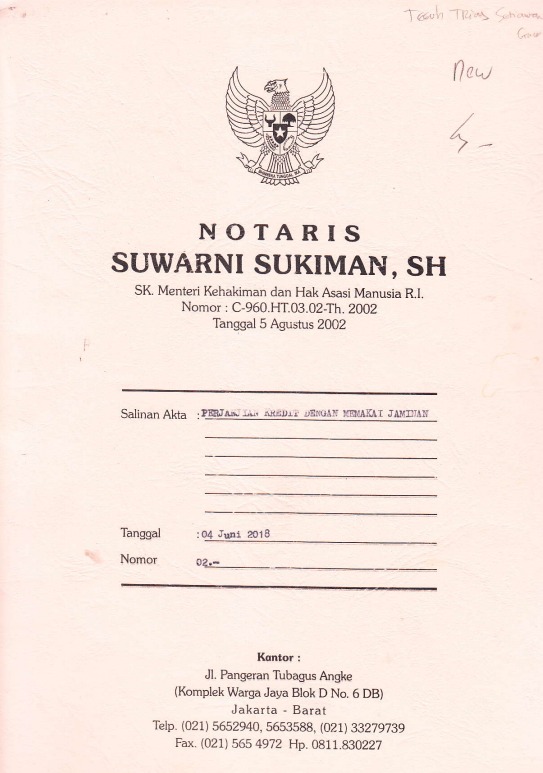 Teguh Trias
New
NOTARIS
SUWARNI SUKIMAN, SH
SK. Menteri Kehakiman dan Hak Asasi Manusia R.I.
Nomor : C-960.HT.03.02-Th. 2002
Tanggal 5 Agustus 2002
Salinan Akta : PERJANJIAN KREDIT DENGAN MEMAKAI JAMINAN
Tanggal : 04 Juni 2018
Nomor 02.-
Kantor :
Jl. Pangeran Tubagus Angke
(Komplek Warga Jaya Blok D No. 6 DB)
Jakarta - Barat
Telp. (021) 5652940, 5653588, (021) 33279739
Fax. (021) 565 4972 Hp. 0811.830227